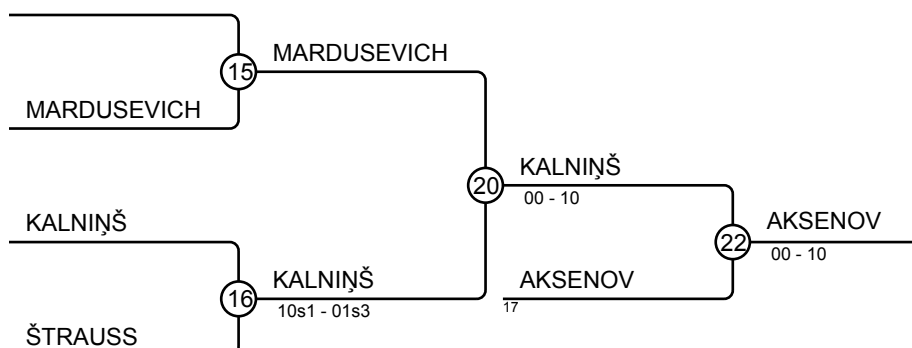 15
MARDUSEVICH
MARDUSEVICH
20
KALNIŅŠ
00 - 10
KALNIŅŠ
22
AKSENOV
00 - 10
16
KALNIŅŠ
10s1 - 01s3
AKSENOV
17
ŠTRAUSS